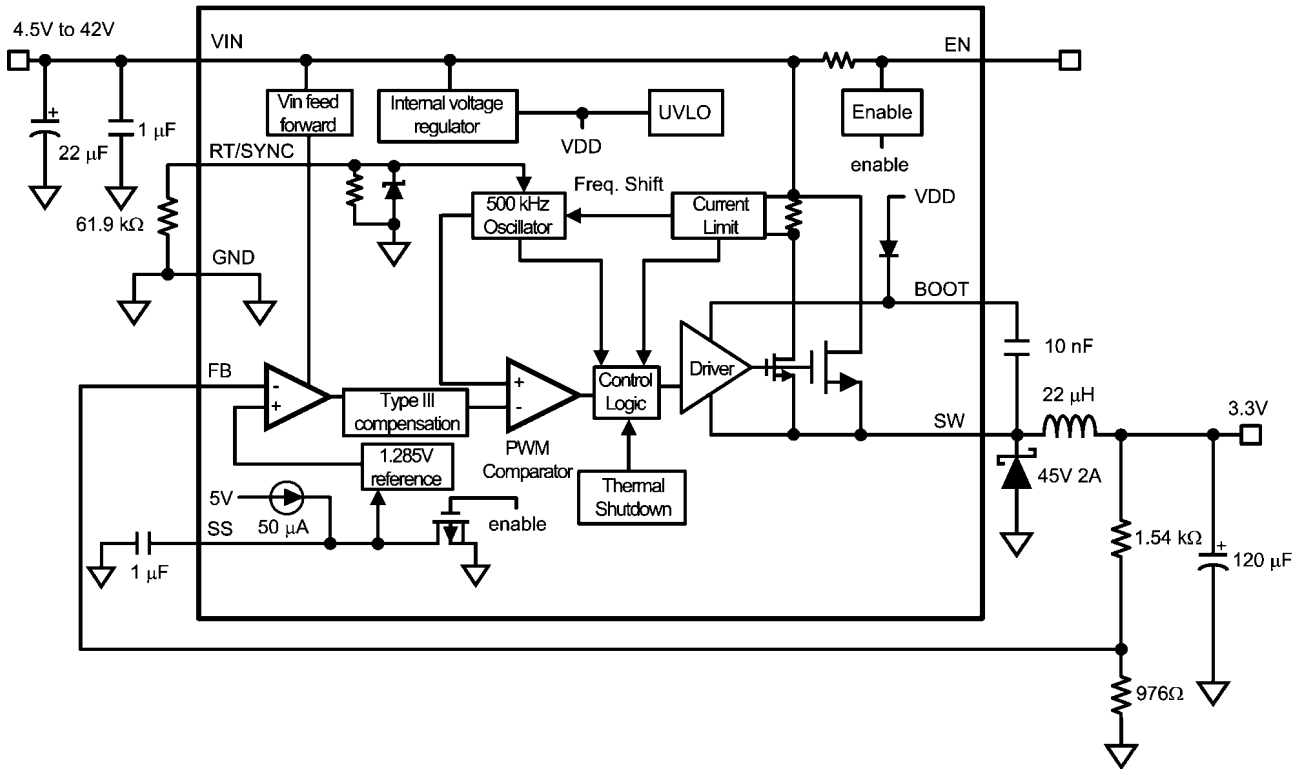 4.5V to 42V
VIN
EN
Vin feed
forward
Internal voltage
regulator
UVLO
Enable
VDD
enable
1 µF
22 µF
RT/SYNC
Freq. Shift
VDD
61.9 kΩ
500 kHz
Oscillator
Current
Limit
GND
BOOT
10 nF
FB
-
+
Type III
compensation
+
-
PWM
Comparator
Control
Logic
Driver
22 µH
3.3V
SW
1.285V
reference
45V 2A
5V
50 µA
SS
enable
Thermal
Shutdown
1 µF
1.54 kΩ
+
120 µF
976Ω
+